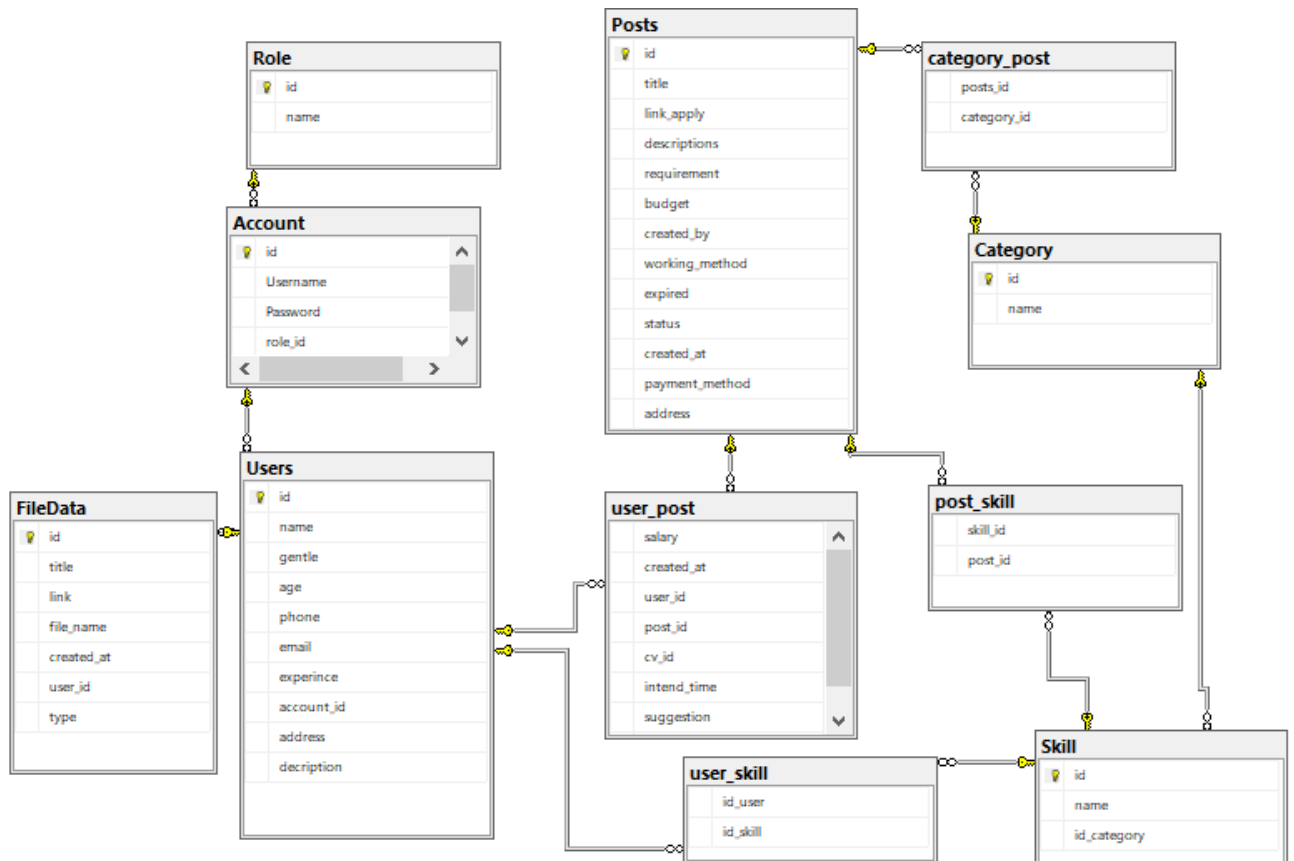 Role
id
name
Account
id
Username
Password
role_id
Users
id
name
gentle
age
phone
email
experince
account_id
address
decription
FileData
id
title
link
file_name
created_at
user_id
type
Posts
id
title
link_apply
descriptions
requirement
budget
created_by
working_method
expired
status
created_at
payment_method
address
user_post
salary
created_at
user_id
post_id
cv_id
intend_time
suggestion
user_skill
id_user
id_skill
category_post
posts_id
category_id
Category
id
name
post_skill
skill_id
post_id
Skill
id
name
id_category